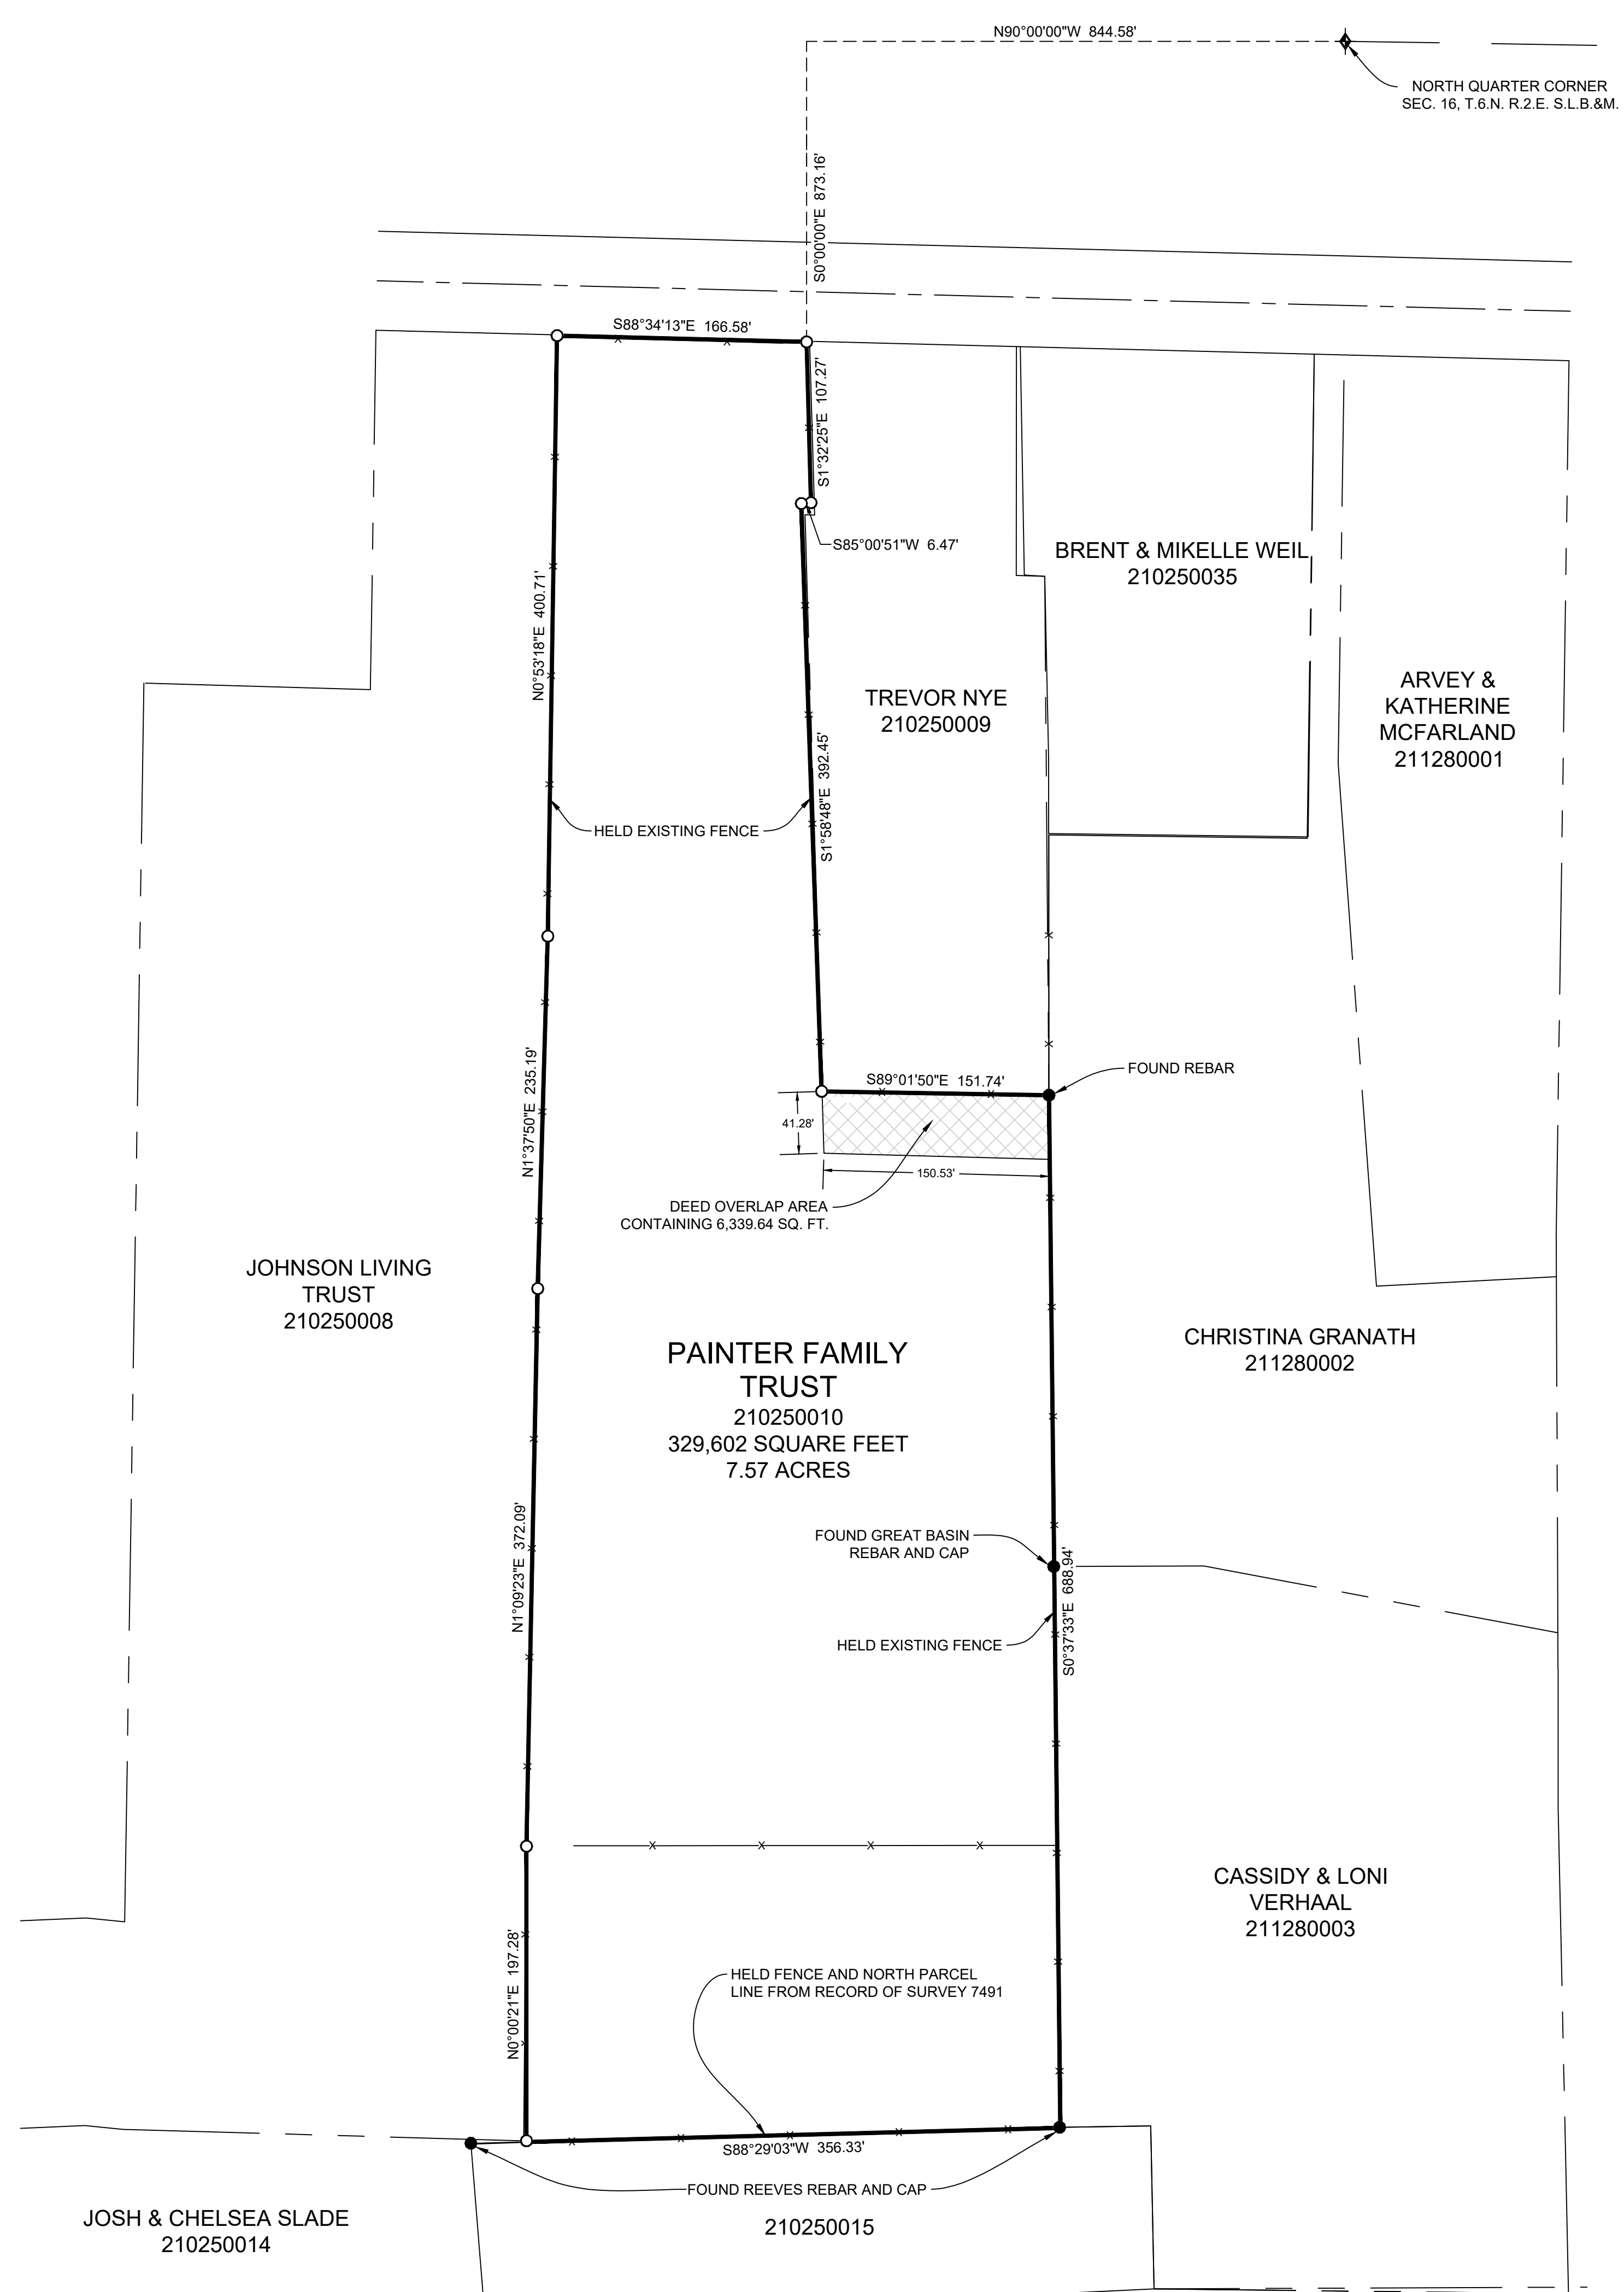 N90°00'00"W 844.58'
NORTH QUARTER CORNER
SEC. 16, T.6.N. R.2.E. S.L.B.&M.
S0°00'00"E 873.16'
S88°34'13"E 166.58'
S1°32'25"E 107.27'
S85°00'51"W 6.47'
BRENT & MIKELLE WEIL
210250035
N0°53'18"E 400.71'
TREVOR NYE
210250009
ARVEY &
KATHERINE
MCFARLAND
211280001
S1°58'48"E 392.45'
HELD EXISTING FENCE
N1°37'50"E 235.19'
S89°01'50"E 151.74'
FOUND REBAR
41.28'
150.53'
DEED OVERLAP AREA
CONTAINING 6,339.64 SQ. FT.
JOHNSON LIVING
TRUST
210250008
PAINTER FAMILY
TRUST
210250010
329,602 SQUARE FEET
7.57 ACRES
CHRISTINA GRANATH
211280002
N1°09'23"E 372.09'
FOUND GREAT BASIN
REBAR AND CAP
S0°37'33"E 688.94'
HELD EXISTING FENCE
CASSIDY & LONI
VERHAAL
211280003
N0°00'21"E 197.28'
HELD FENCE AND NORTH PARCEL
LINE FROM RECORD OF SURVEY 7491
S88°29'03"W 356.33'
FOUND REEVES REBAR AND CAP
JOSH & CHELSEA SLADE
210250014
210250015